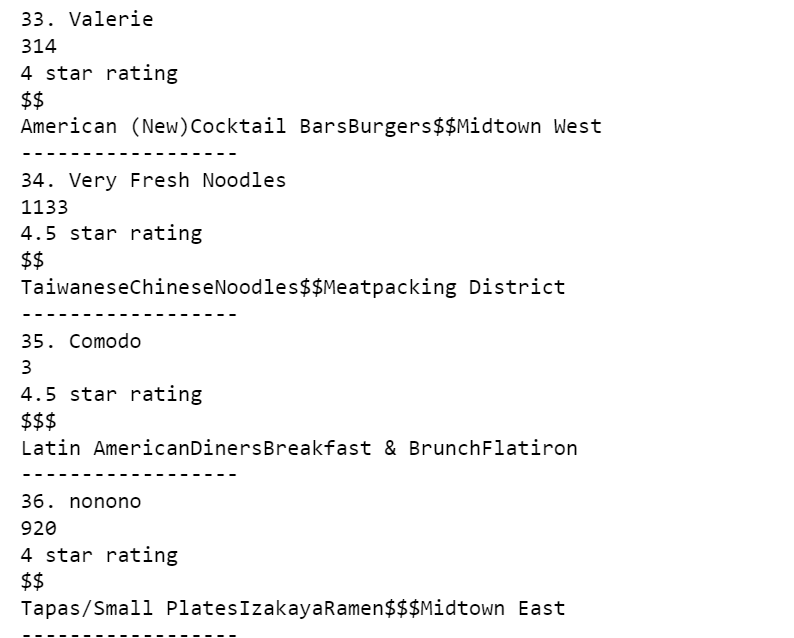 33. Valerie
314
4 star rating
$$
American (New)Cocktail BarsBurgers$$Midtown West
------------------
34. Very Fresh Noodles
1133
4.5 star rating
$$
TaiwaneseChineseNoodles$$Meatpacking District
------------------
35. Comodo
3
4.5 star rating
$$$
Latin AmericanDinersBreakfast & BrunchFlatiron
------------------
36. nonono
920
4 star rating
$$
Tapas/Small PlatesIzakayaRamen$$$Midtown East
------------------